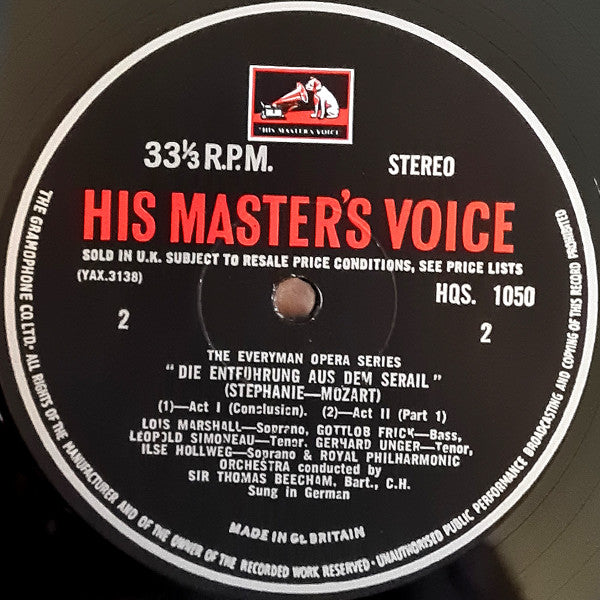 "HIS MASTER'S VOICE"
33⅓ R.P.M.
STEREO
HIS MASTER'S VOICE
SOLD IN U.K. SUBJECT TO RESALE PRICE CONDITIONS, SEE PRICE LISTS
(YAX.3138)
HQS. 1050
2
2
THE EVERYMAN OPERA SERIES
"DIE ENTFUHRUNG AUS DEM SERAIL"
(STEPHANIE—MOZART)
(1)—Act I (Conclusion). (2)—Act II (Part 1)
LOIS MARSHALL—Soprano, GOTTLOB FRICK—Bass,
LEOPOLD SIMONEAU—Tenor, GERHARD UNGER—Tenor,
ILSE HOLLWEG—Soprano & ROYAL PHILHARMONIC
ORCHESTRA conducted by
SIR THOMAS BEECHAM, Bart., C.H.
Sung in German
MADE IN GT. BRITAIN
THE GRAMOPHONE CO. LTD. · ALL RIGHTS OF THE MANUFACTURER AND OF THE OWNER OF THE RECORDED WORK RESERVED · UNAUTHORISED PUBLIC PERFORMANCE BROADCASTING AND COPYING OF THIS RECORD PROHIBITED